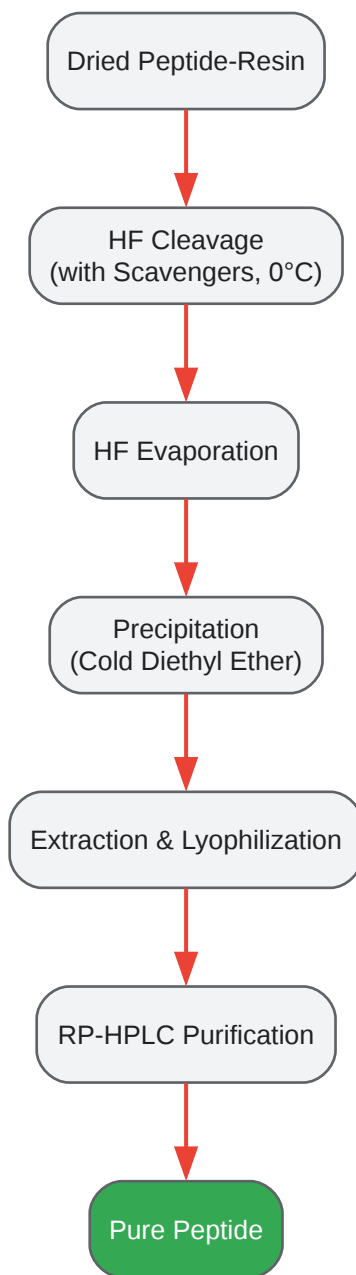 Dried Peptide-Resin
HF Cleavage
(with Scavengers, 0°C)
HF Evaporation
Precipitation
(Cold Diethyl Ether)
Extraction & Lyophilization
RP-HPLC Purification
Pure Peptide